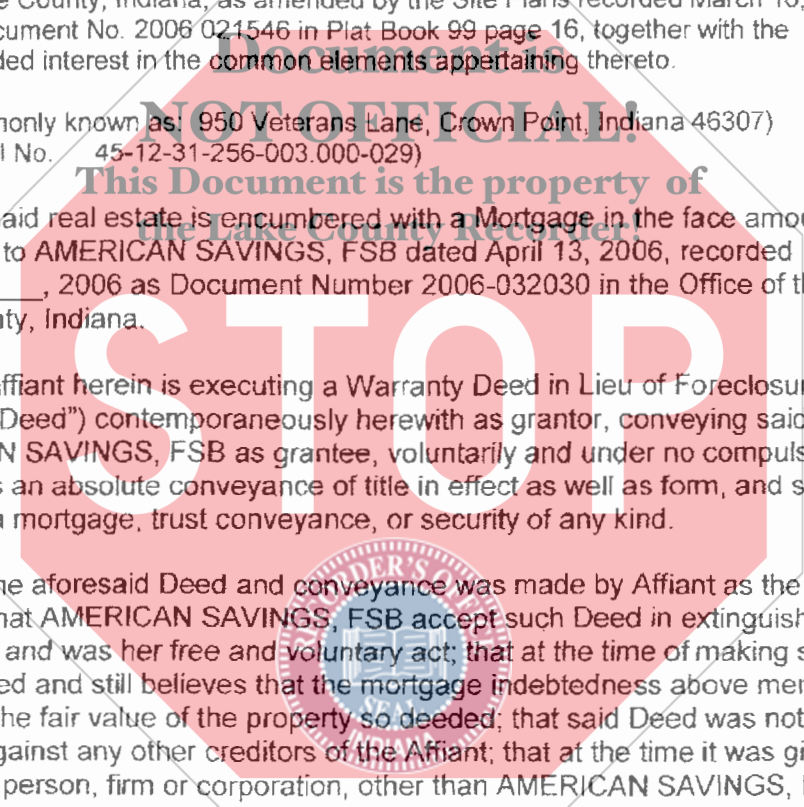 e County, Indiana, as amended by the Site Plans recorded March 16,
cument No. 2006 021546 in Plat Book 99 page 16, together with the
ded interest in the common elements appertaining thereto.
Document is
NOT OFFICIAL!
This Document is the property of
the Lake County Recorder!
monly known as: 950 Veterans Lane, Crown Point, Indiana 46307)
l No. 45-12-31-256-003.000-029)
aid real estate is encumbered with a Mortgage in the face amo
to AMERICAN SAVINGS, FSB dated April 13, 2006, recorded
____, 2006 as Document Number 2006-032030 in the Office of th
nty, Indiana.
STOP
ffiant herein is executing a Warranty Deed in Lieu of Foreclosur
Deed") contemporaneously herewith as grantor, conveying said
N SAVINGS, FSB as grantee, voluntarily and under no compuls
s an absolute conveyance of title in effect as well as form, and s
a mortgage, trust conveyance, or security of any kind.
he aforesaid Deed and conveyance was made by Affiant as the
hat AMERICAN SAVINGS, FSB accept such Deed in extinguish
and was her free and voluntary act; that at the time of making s
ed and still believes that the mortgage indebtedness above men
he fair value of the property so deeded; that said Deed was not
gainst any other creditors of the Affiant; that at the time it was gi
person, firm or corporation, other than AMERICAN SAVINGS,
RECORDER'S OFFICE
SEAL
INDIANA